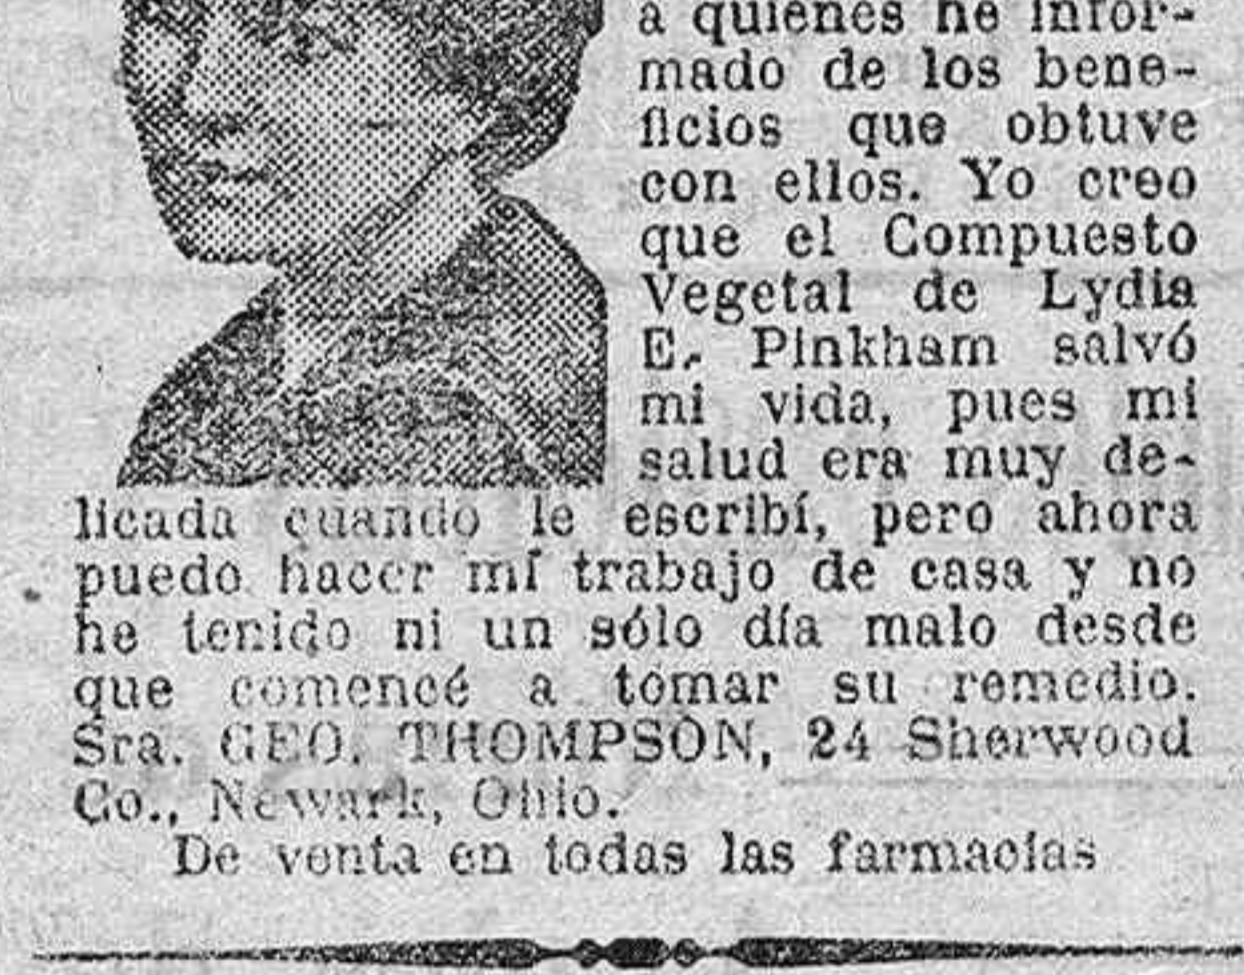 a quienes he infor-
mado de los bene-
ficios que obtuve
con ellos. Yo creo
que el Compuesto
Vegetal de Lydia
E. Pinkham salvó
mi vida, pues mi
salud era muy de-
licada cuando le escribí, pero ahora
puedo hacer mi trabajo de casa y no
he tenido ni un sólo día malo desde
que comencé a tomar su remedio.
Sra. GEO. THOMPSON, 24 Sherwood
Co., Newark, Ohio.
De venta en todas las farmacias